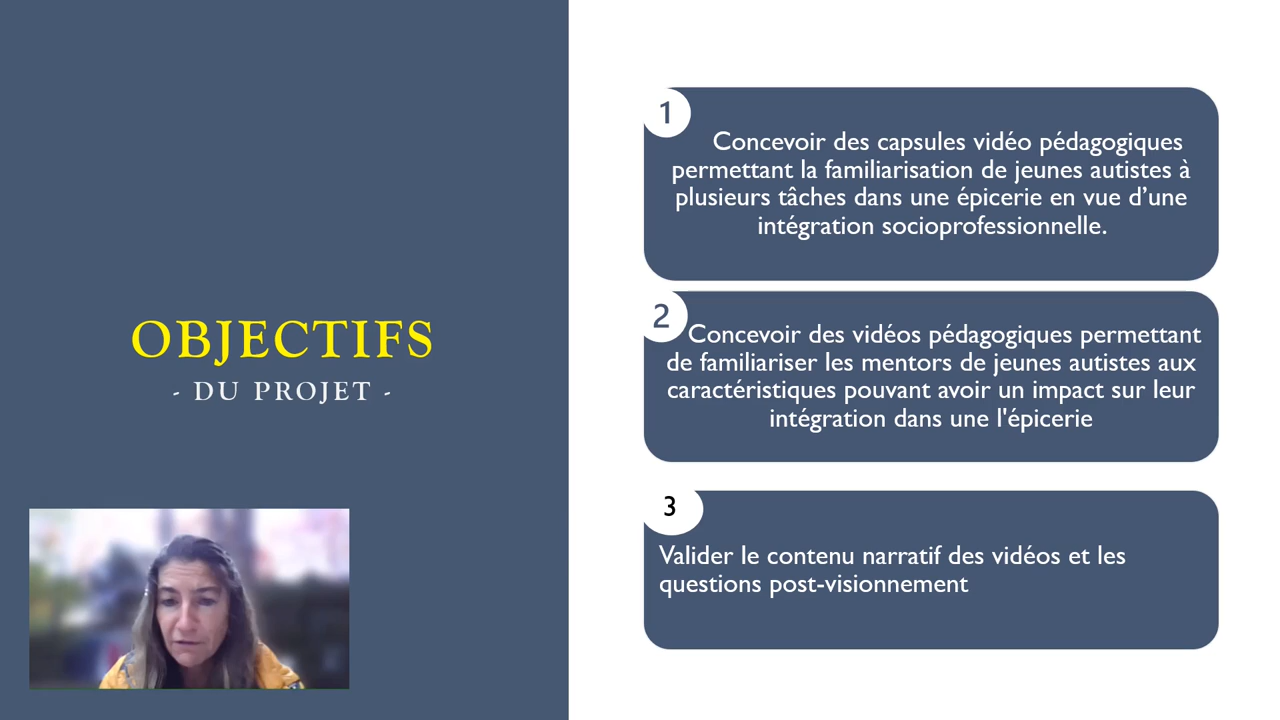 OBJECTIFS
- DU PROJET -
1
Concevoir des capsules vidéo pédagogiques
permettant la familiarisation de jeunes autistes à
plusieurs tâches dans une épicerie en vue d’une
intégration socioprofessionnelle.
2
Concevoir des vidéos pédagogiques permettant
de familiariser les mentors de jeunes autistes aux
caractéristiques pouvant avoir un impact sur leur
intégration dans une l'épicerie
3
Valider le contenu narratif des vidéos et les
questions post-visionnement